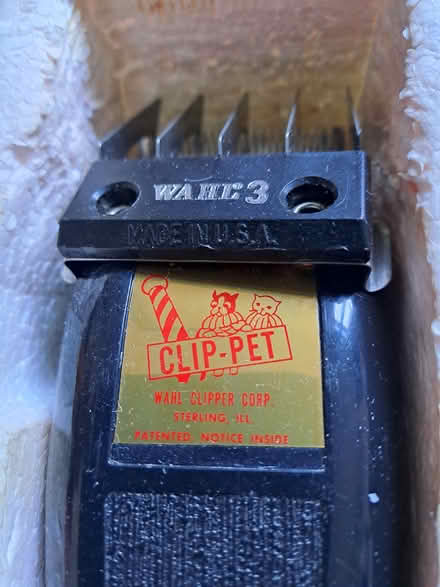 WAHL 3
MADE IN U.S.A.
CLIP-PET
WAHL CLIPPER CORP.
STERLING, ILL.
PATENTED, NOTICE INSIDE